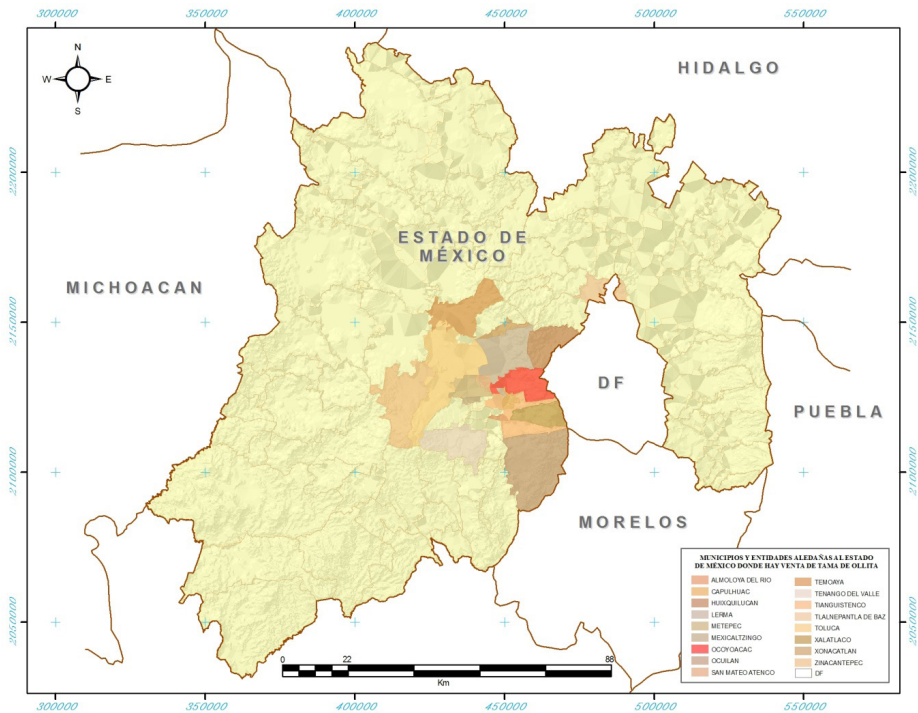 300000 350000 400000 450000 500000 550000
N
W E
S
HIDALGO
2200000 2200000
ESTADO DE
MÉXICO
MICHOACAN
2150000 2150000
DF
PUEBLA
2100000 2100000
MORELOS
MUNICIPIOS Y ENTIDADES ALEDAÑAS AL ESTADO
DE MÉXICO DONDE HAY VENTA DE TAMA DE OLLITA
ALMOLOYA DEL RIO
CAPULHUAC
HUIXQUILUCAN
LERMA
METEPEC
MEXICALTZINGO
OCOYOACAC
OCUILAN
SAN MATEO ATENCO
TEMOAYA
TENANGO DEL VALLE
TIANGUISTENCO
TLALNEPANTLA DE BAZ
TOLUCA
XALATLACO
XONACATLAN
ZINACANTEPEC
DF
2050000 2050000
0 22 88
Km
300000 350000 400000 450000 500000 550000